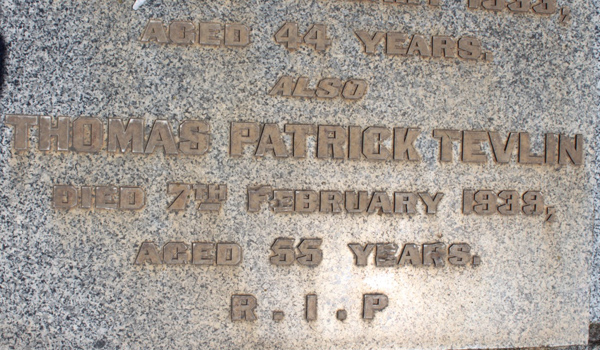 AGED 44 YEARS.
ALSO
THOMAS PATRICK TEVLIN
DIED 7TH FEBRUARY 1939,
AGED 55 YEARS.
R.I.P